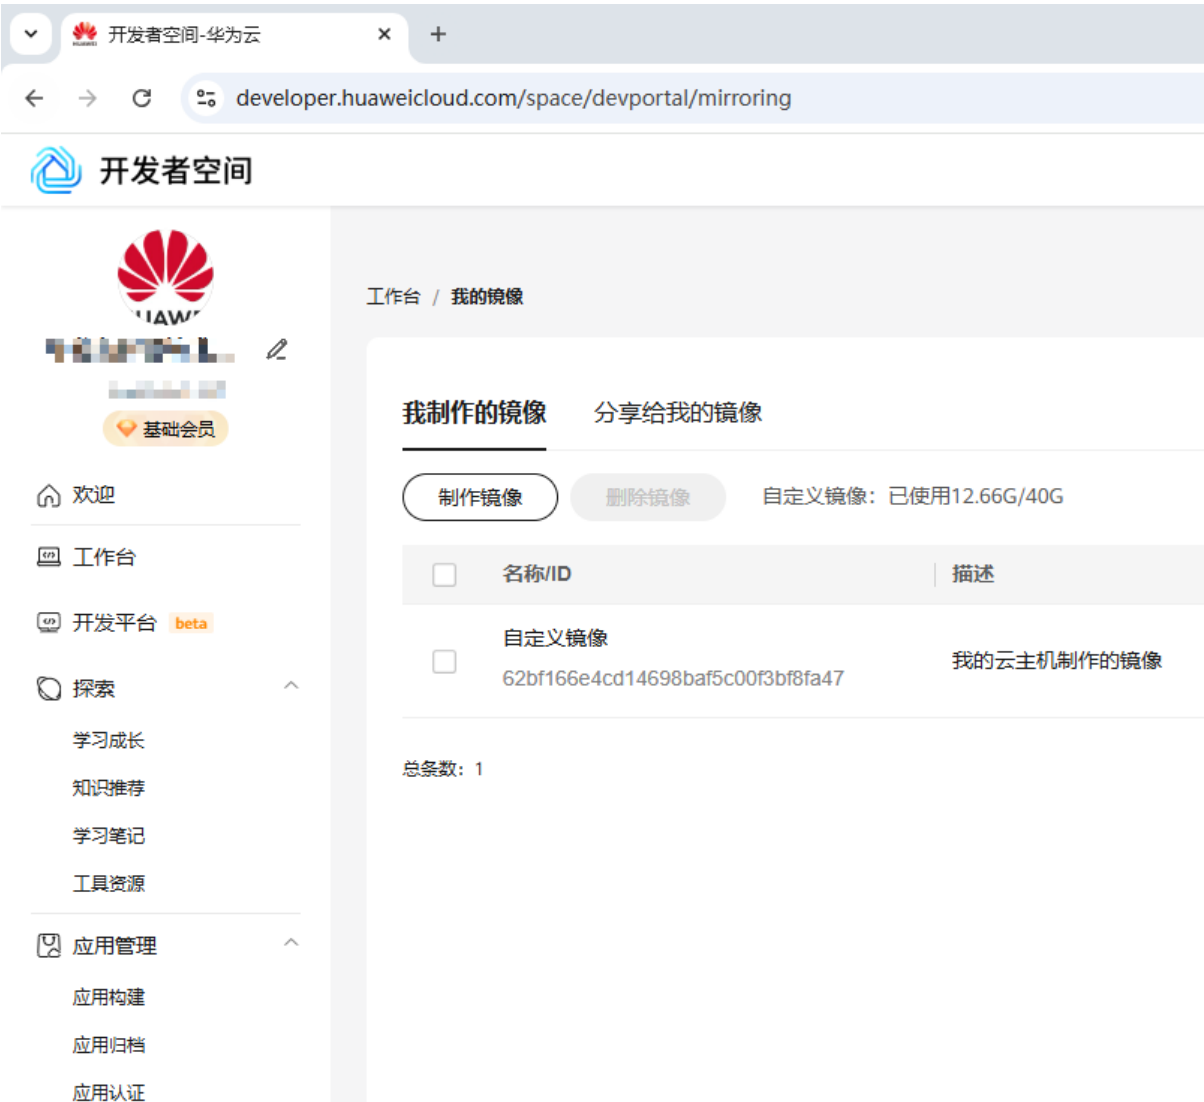 开发者空间-华为云
developer.huaweicloud.com/space/devportal/mirroring
开发者空间
基础会员
欢迎
工作台
开发平台 beta
探索
学习成长
知识推荐
学习笔记
工具资源
应用管理
应用构建
应用归档
应用认证
工作台 / 我的镜像
我制作的镜像 分享给我的镜像
制作镜像 删除镜像 自定义镜像：已使用12.66G/40G
名称/ID 描述
自定义镜像
62bf166e4cd14698baf5c00f3bf8fa47
我的云主机制作的镜像
总条数：1